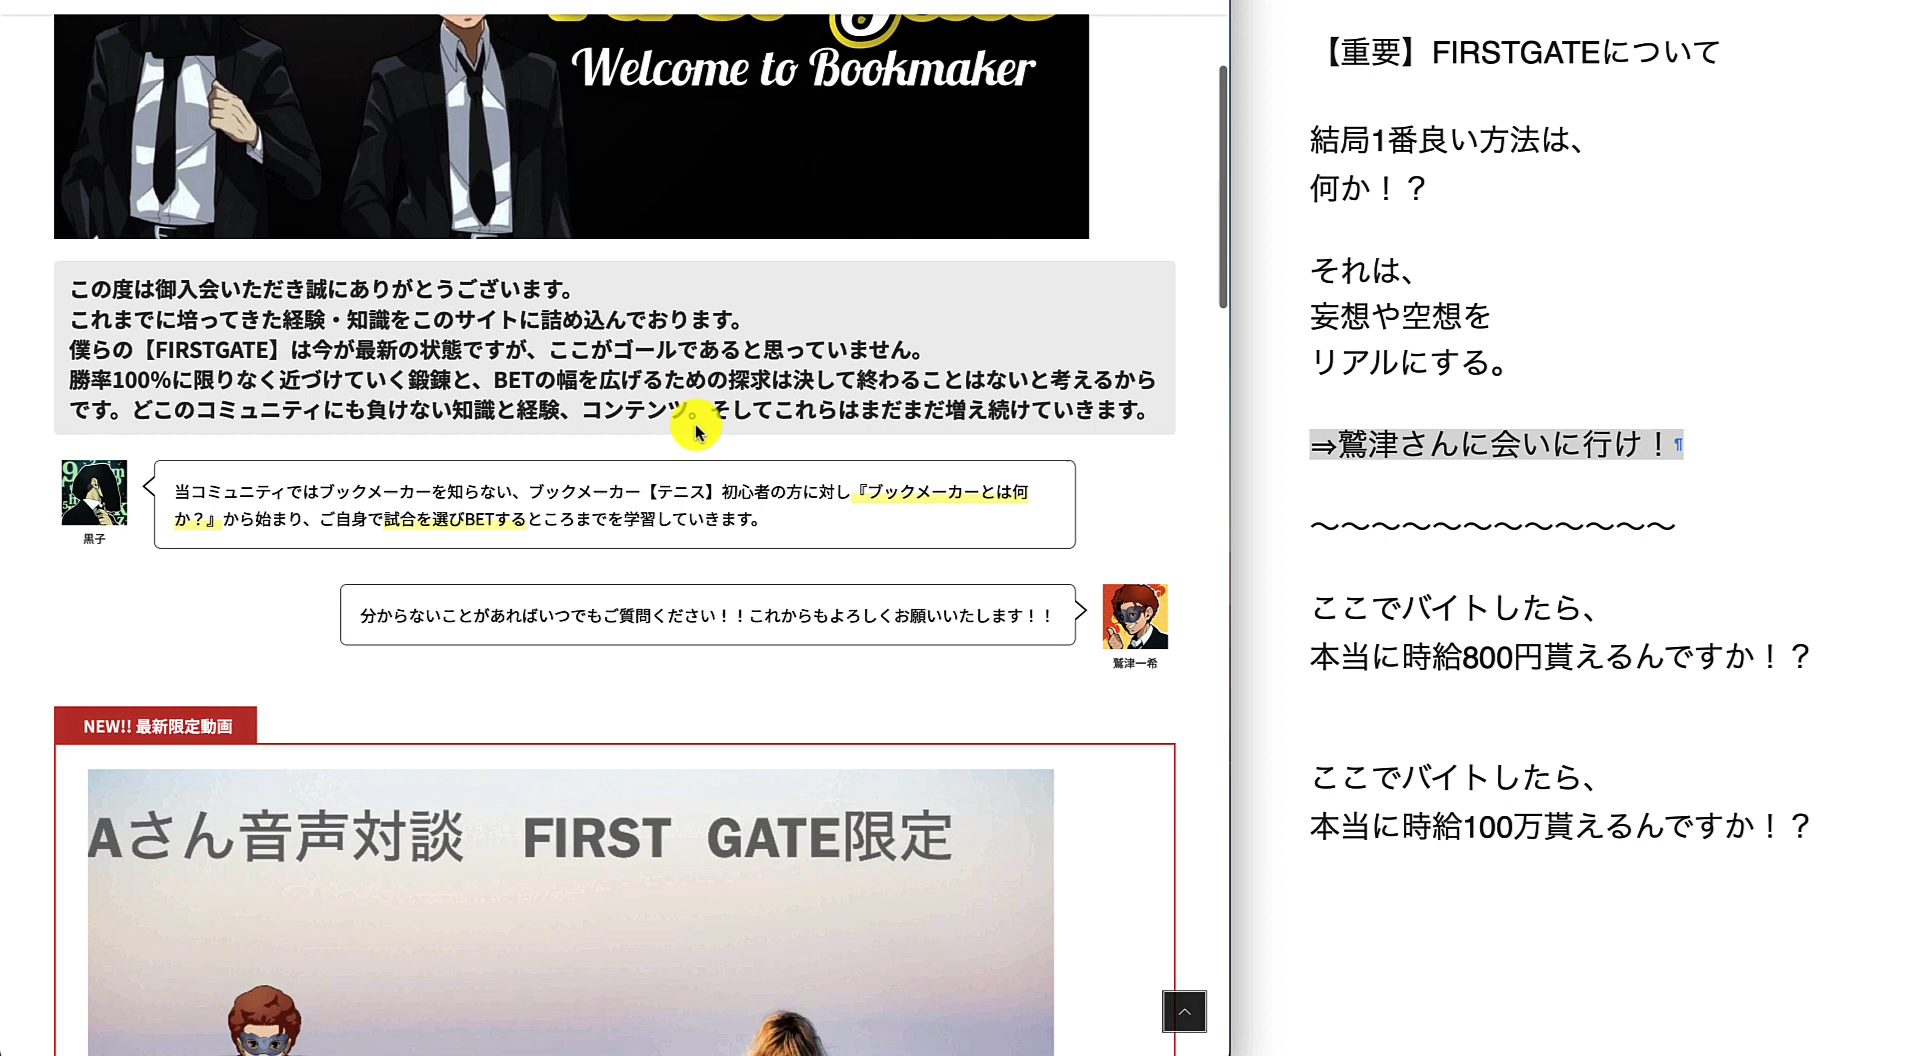 Welcome to Bookmaker
この度は御入会いただき誠にありがとうございます。
これまでに培ってきた経験・知識をこのサイトに詰め込んでおります。
僕らの【FIRSTGATE】は今が最新の状態ですが、ここがゴールであると思っていません。
勝率100%に限りなく近づけていく鍛錬と、BETの幅を広げるための探求は決して終わることはないと考えるから
です。どこのコミュニティにも負けない知識と経験、コンテンツ。そしてこれらはまだまだ増え続けていきます。
当コミュニティではブックメーカーを知らない、ブックメーカー【テニス】初心者の方に対し『ブックメーカーとは何
か？』から始まり、ご自身で試合を選びBETするところまでを学習していきます。
黒子
分からないことがあればいつでもご質問ください！！これからもよろしくお願いいたします！！
鷲津一希
NEW!! 最新限定動画
Aさん音声対談 FIRST GATE限定
【重要】FIRSTGATEについて
結局1番良い方法は、
何か！？
それは、
妄想や空想を
リアルにする。
⇒鷲津さんに会いに行け！
〜〜〜〜〜〜〜〜〜〜〜〜
ここでバイトしたら、
本当に時給800円貰えるんですか！？
ここでバイトしたら、
本当に時給100万貰えるんですか！？